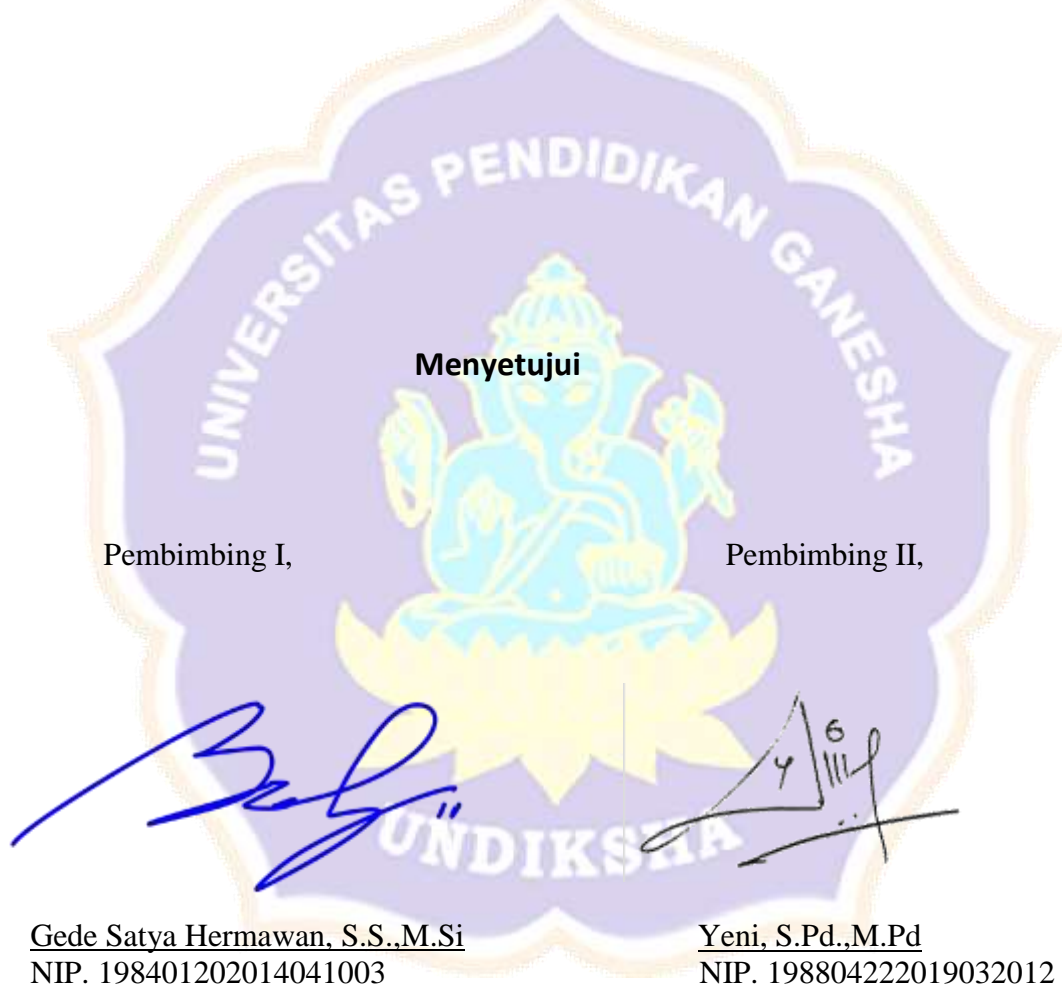 UNIVERSITAS PENDIDIKAN GANESHA
Menyetujui
Pembimbing I,
Pembimbing II,
UNDIKSHA
Gede Satya Hermawan, S.S.,M.Si
NIP. 198401202014041003
Yeni, S.Pd.,M.Pd
NIP. 198804222019032012